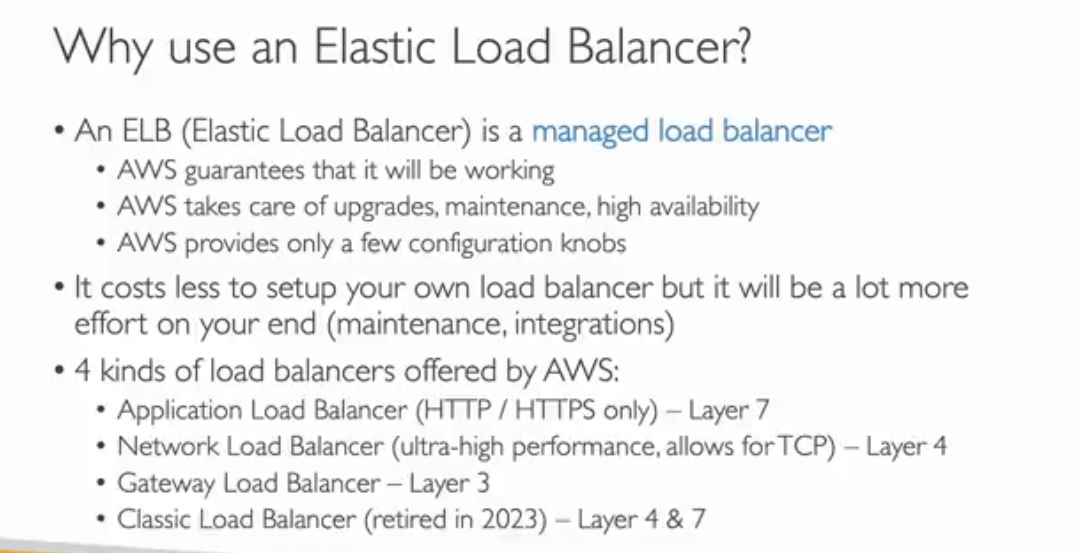 Why use an Elastic Load Balancer?
• An ELB (Elastic Load Balancer) is a managed load balancer
• AWS guarantees that it will be working
• AWS takes care of upgrades, maintenance, high availability
• AWS provides only a few configuration knobs
• It costs less to setup your own load balancer but it will be a lot more
effort on your end (maintenance, integrations)
• 4 kinds of load balancers offered by AWS:
• Application Load Balancer (HTTP / HTTPS only) – Layer 7
• Network Load Balancer (ultra-high performance, allows for TCP) – Layer 4
• Gateway Load Balancer – Layer 3
• Classic Load Balancer (retired in 2023) – Layer 4 & 7